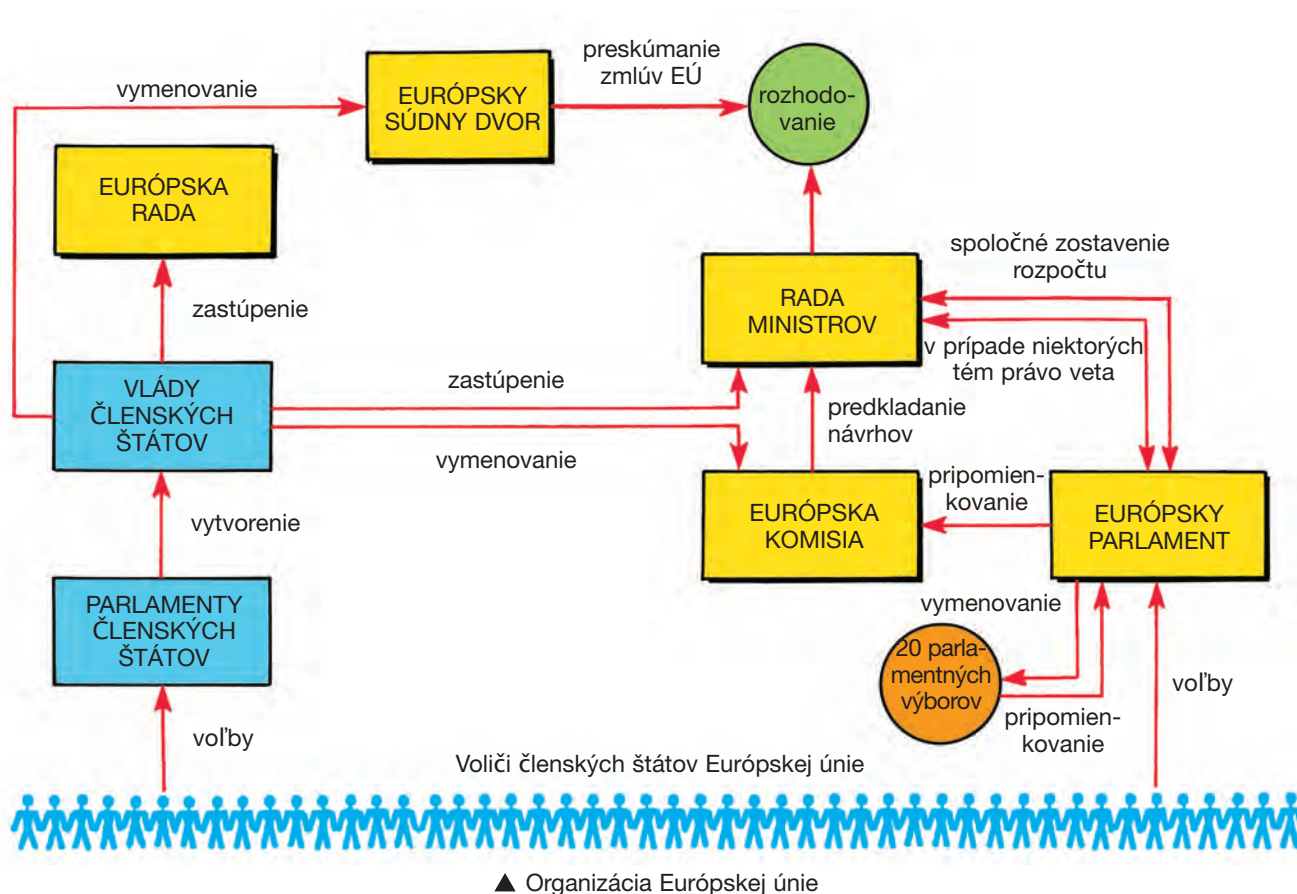 vymenovanie
EURÓPSKY
SÚDNY DVOR
preskúmanie
zmlúv EÚ
rozhodo-
vanie
EURÓPSKA
RADA
zastúpenie
VLÁDY
ČLENSKÝCH
ŠTÁTOV
zastúpenie
vymenovanie
RADA
MINISTROV
spoločné zostavenie
rozpočtu
v prípade niektorých
tém právo veta
predkladanie
návrhov
EURÓPSKA
KOMISIA
pripomien-
kovanie
EURÓPSKY
PARLAMENT
vytvorenie
PARLAMENTY
ČLENSKÝCH
ŠTÁTOV
vymenovanie
20 parla-
mentných
výborov
pripomien-
kovanie
voľby
voľby
Voliči členských štátov Európskej únie
▲ Organizácia Európskej únie